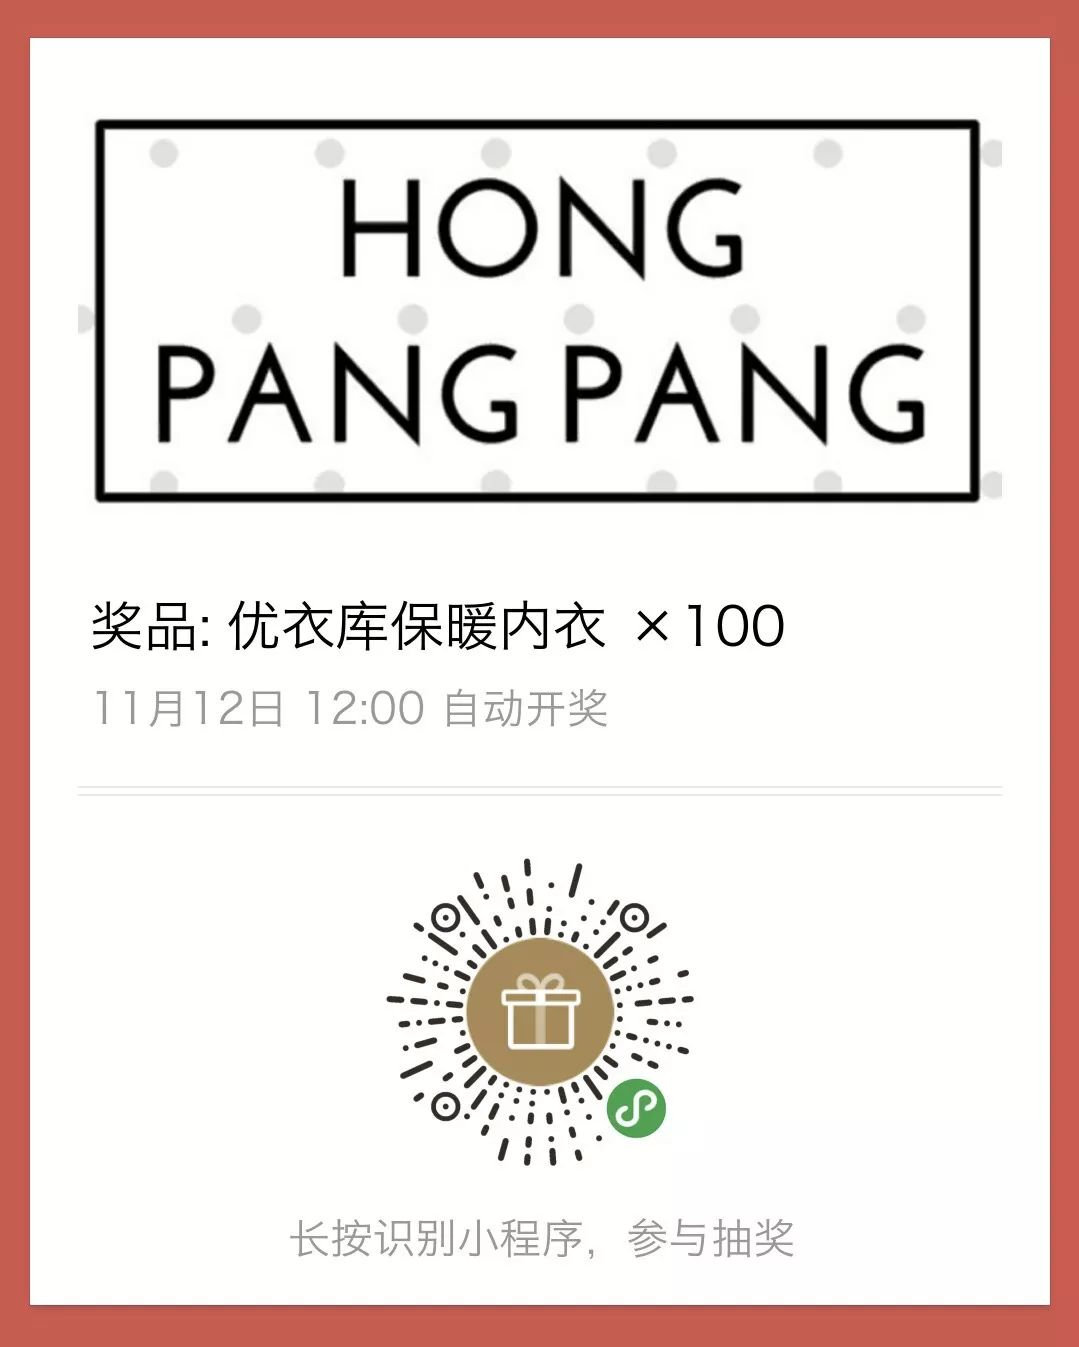 HONG
PANG PANG
奖品: 优衣库保暖内衣 ×100
11月12日 12:00 自动开奖
长按识别小程序，参与抽奖